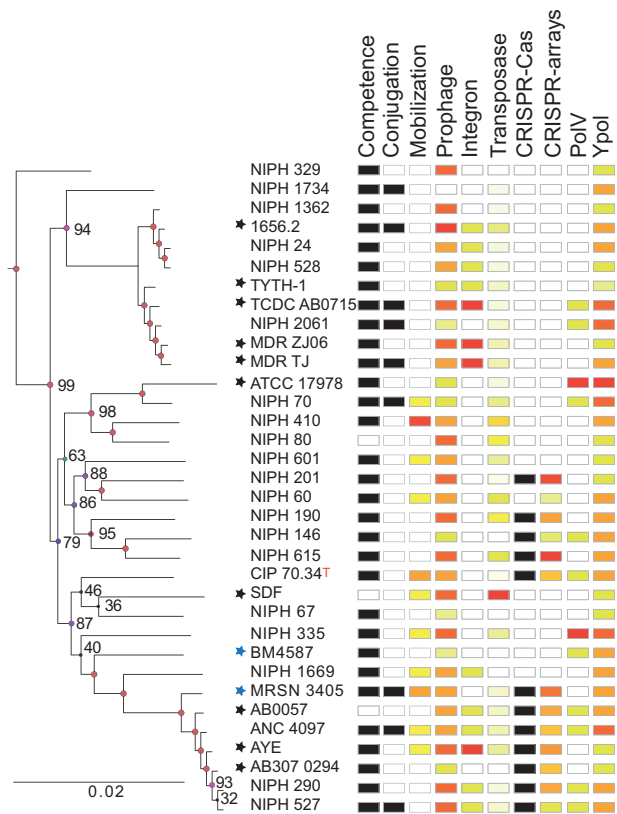 Competence
Conjugation
Mobilization
Prophage
Integron
Transposase
CRISPR-Cas
CRISPR-arrays
PolV
Ypol
NIPH 329
NIPH 1734
NIPH 1362
94
1656.2
NIPH 24
NIPH 528
TYTH-1
TCDC AB0715
NIPH 2061
MDR ZJ06
MDR TJ
99
ATCC 17978
NIPH 70
98
NIPH 410
NIPH 80
63
NIPH 601
88
NIPH 201
86
NIPH 60
NIPH 190
95
79
NIPH 146
NIPH 615
CIP 70.34T
46
SDF
36
NIPH 67
87
NIPH 335
40
BM4587
NIPH 1669
MRSN 3405
AB0057
ANC 4097
AYE
AB307 0294
93
NIPH 290
32
NIPH 527
0.02